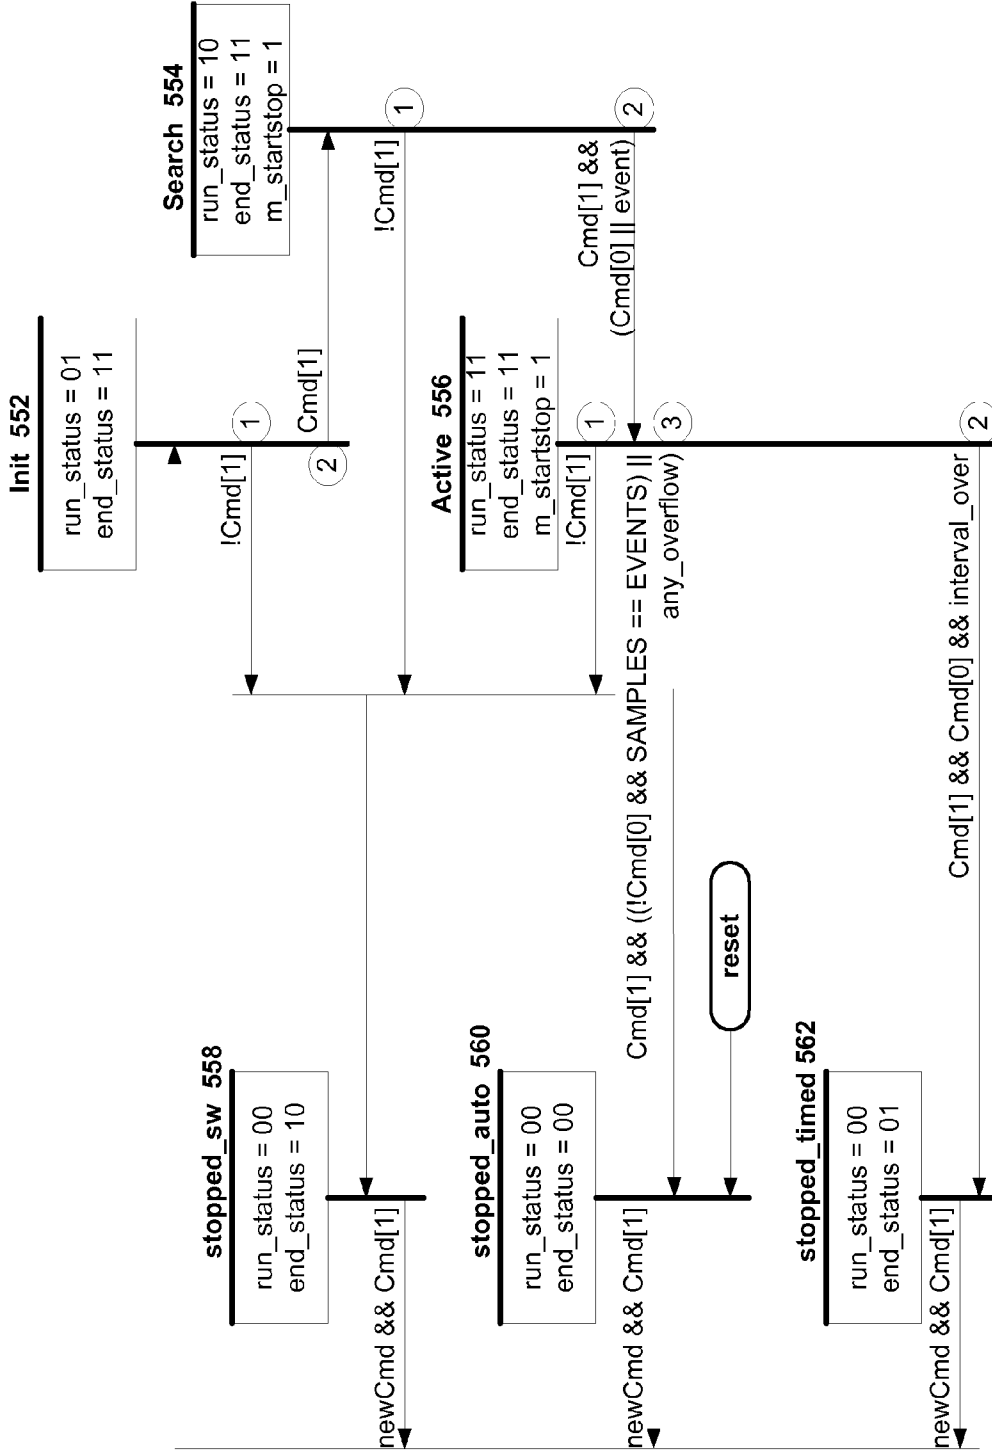 Search 554
run_status = 10
end_status = 11
m_startstop = 1
1
!Cmd[1]
2
Cmd[1] &&
(Cmd[0] || event)
Init 552
run_status = 01
end_status = 11
1
!Cmd[1]
2
Cmd[1]
Active 556
run_status = 11
end_status = 11
m_startstop = 1
1
!Cmd[1]
3
Cmd[1] && ((!Cmd[0] && SAMPLES == EVENTS) ||
any_overflow)
2
Cmd[1] && Cmd[0] && interval_over
reset
stopped_sw 558
run_status = 00
end_status = 10
newCmd && Cmd[1]
stopped_auto 560
run_status = 00
end_status = 00
newCmd && Cmd[1]
stopped_timed 562
run_status = 00
end_status = 01
newCmd && Cmd[1]